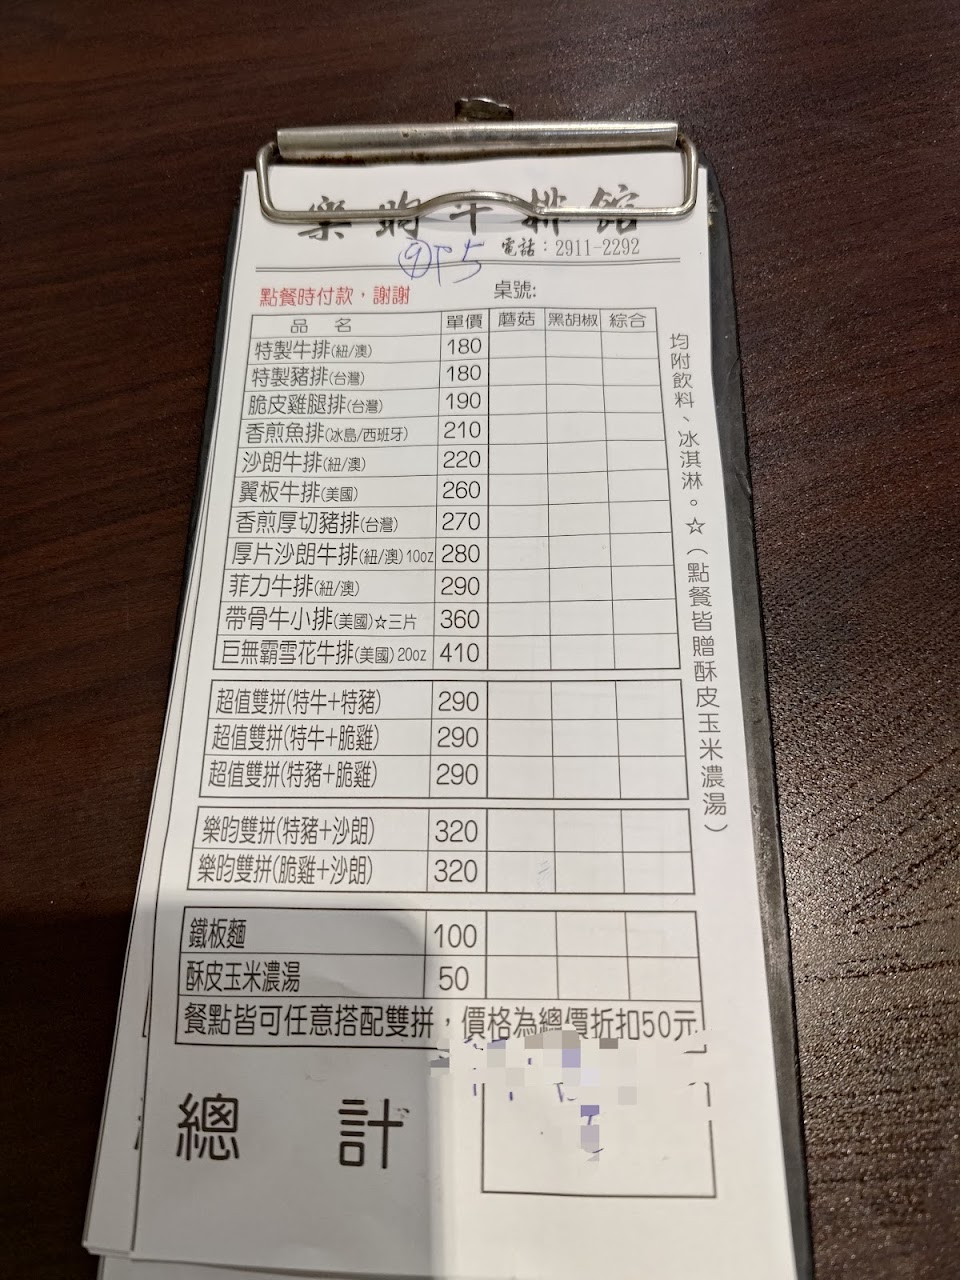 樂昀牛排館
電話：2911-2292
點餐時付款，謝謝
桌號:
品 名 單價 蘑菇 黑胡椒 綜合
特製牛排(紐/澳) 180
特製豬排(台灣) 180
脆皮雞腿排(台灣) 190
香煎魚排(冰島/西班牙) 210
沙朗牛排(紐/澳) 220
翼板牛排(美國) 260
香煎厚切豬排(台灣) 270
厚片沙朗牛排(紐/澳)10oz 280
菲力牛排(紐/澳) 290
帶骨牛小排(美國)☆三片 360
巨無霸雪花牛排(美國)20oz 410
超值雙拼(特牛+特豬) 290
超值雙拼(特牛+脆雞) 290
超值雙拼(特豬+脆雞) 290
樂昀雙拼(特豬+沙朗) 320
樂昀雙拼(脆雞+沙朗) 320
鐵板麵 100
酥皮玉米濃湯 50
餐點皆可任意搭配雙拼，價格為總價折扣50元
總 計
均附飲料、冰淇淋。☆（點餐皆贈酥皮玉米濃湯）